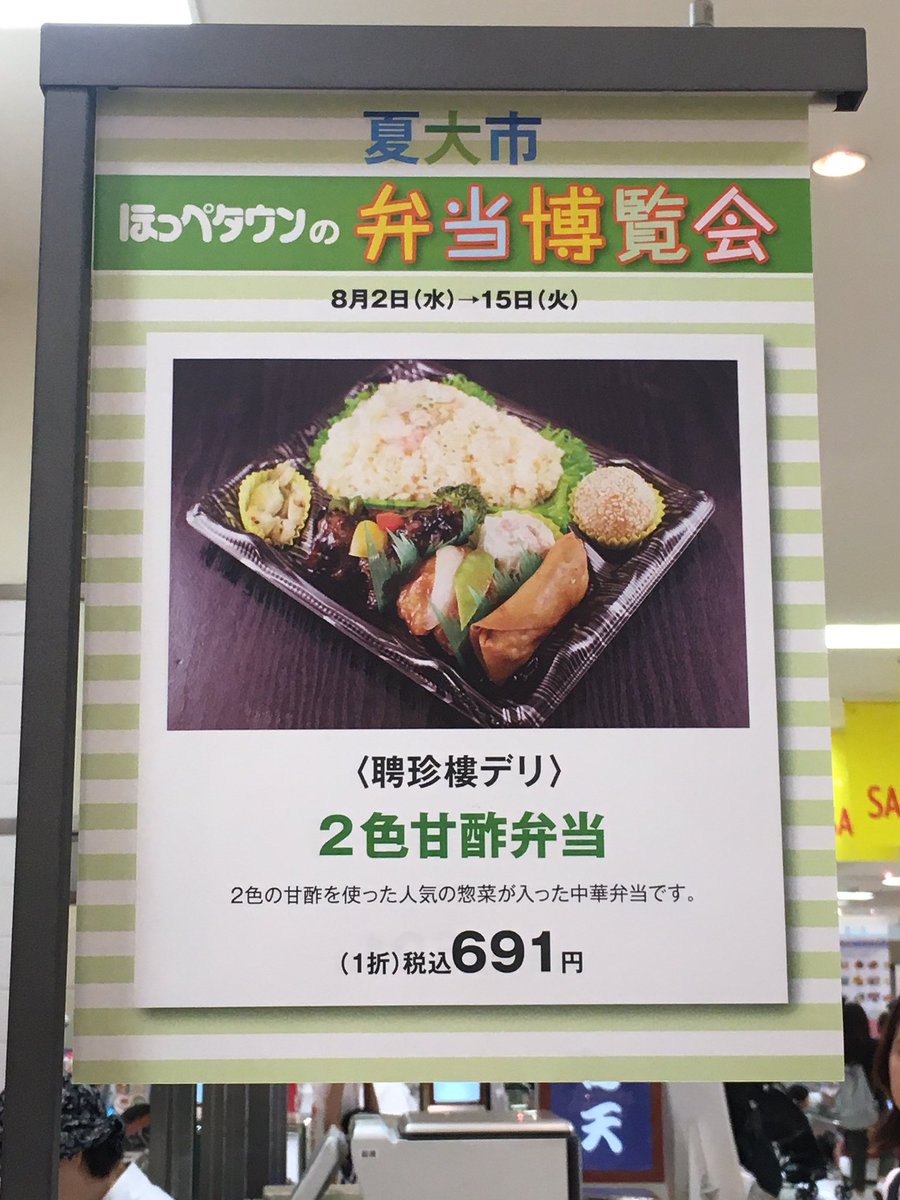 夏大市
ほっぺタウンの 弁当博覧会
8月2日(水)→15日(火)
〈聘珍樓デリ〉
2色甘酢弁当
2色の甘酢を使った人気の惣菜が入った中華弁当です。
(1折)税込691円
SA
天